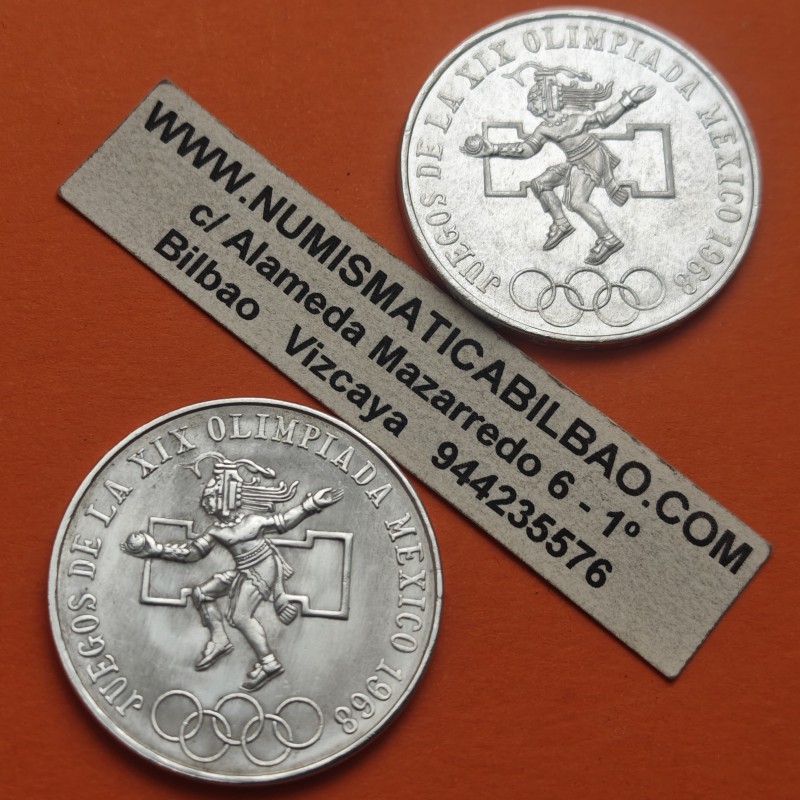 JUEGOS DE LA XIX OLIMPIADA MEXICO 1968
WWW.NUMISMATICABILBAO.COM
c/ Alameda Mazarredo 6 - 1º
Bilbao Vizcaya 944235576
JUEGOS DE LA XIX OLIMPIADA MEXICO 1968